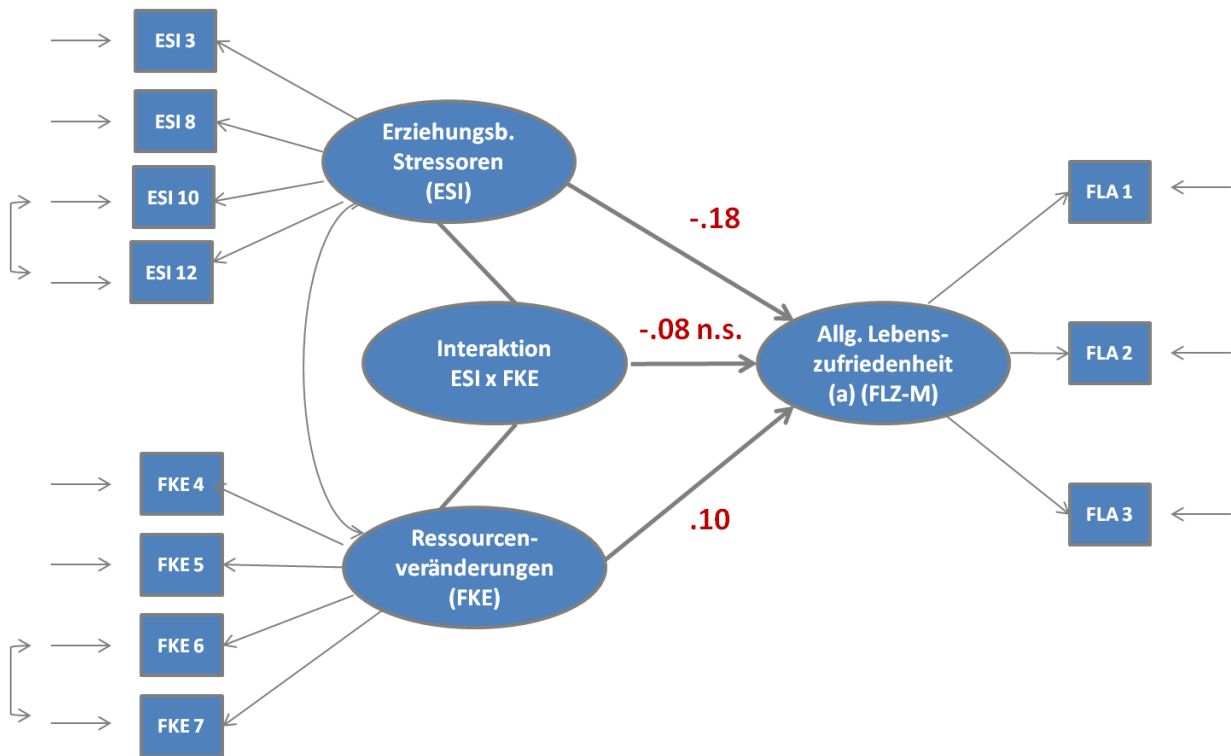 ESI 3
ESI 8
ESI 10
ESI 12
Erziehungsb.
Stressoren
(ESI)
-.18
Interaktion
ESI x FKE
-.08 n.s.
Allg. Lebens-
zufriedenheit
(a) (FLZ-M)
FLA 1
FLA 2
FLA 3
FKE 4
FKE 5
FKE 6
FKE 7
Ressourcen-
veränderungen
(FKE)
.10